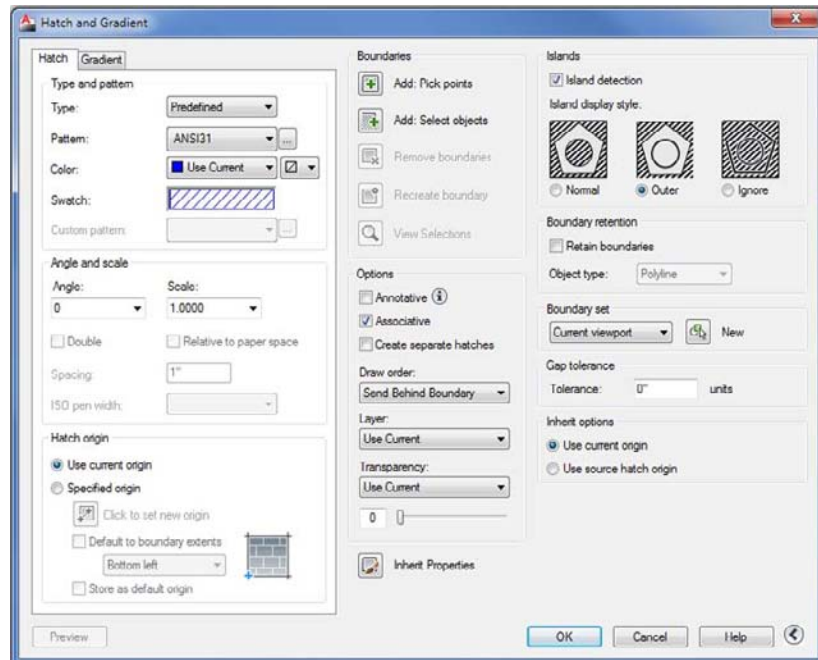 Hatch and Gradient
Hatch
Gradient
Type and pattern
Type:
Predefined
Pattern:
ANSI31
...
Color:
Use Current
Swatch:
Custom pattern:
...
Angle and scale
Angle:
Scale:
0
1.0000
Double
Relative to paper space
Spacing:
1"
ISO pen width:
Hatch origin
Use current origin
Specified origin
Click to set new origin
Default to boundary extents
Bottom left
Store as default origin
Preview
Boundaries
Add: Pick points
Add: Select objects
Remove boundaries
Recreate boundary
View Selections
Options
Annotative
Associative
Create separate hatches
Draw order:
Send Behind Boundary
Layer:
Use Current
Transparency:
Use Current
0
Inherit Properties
Islands
Island detection
Island display style:
Normal
Outer
Ignore
Boundary retention
Retain boundaries
Object type:
Polyline
Boundary set
Current viewport
New
Gap tolerance
Tolerance:
0"
units
Inherit options
Use current origin
Use source hatch origin
OK
Cancel
Help